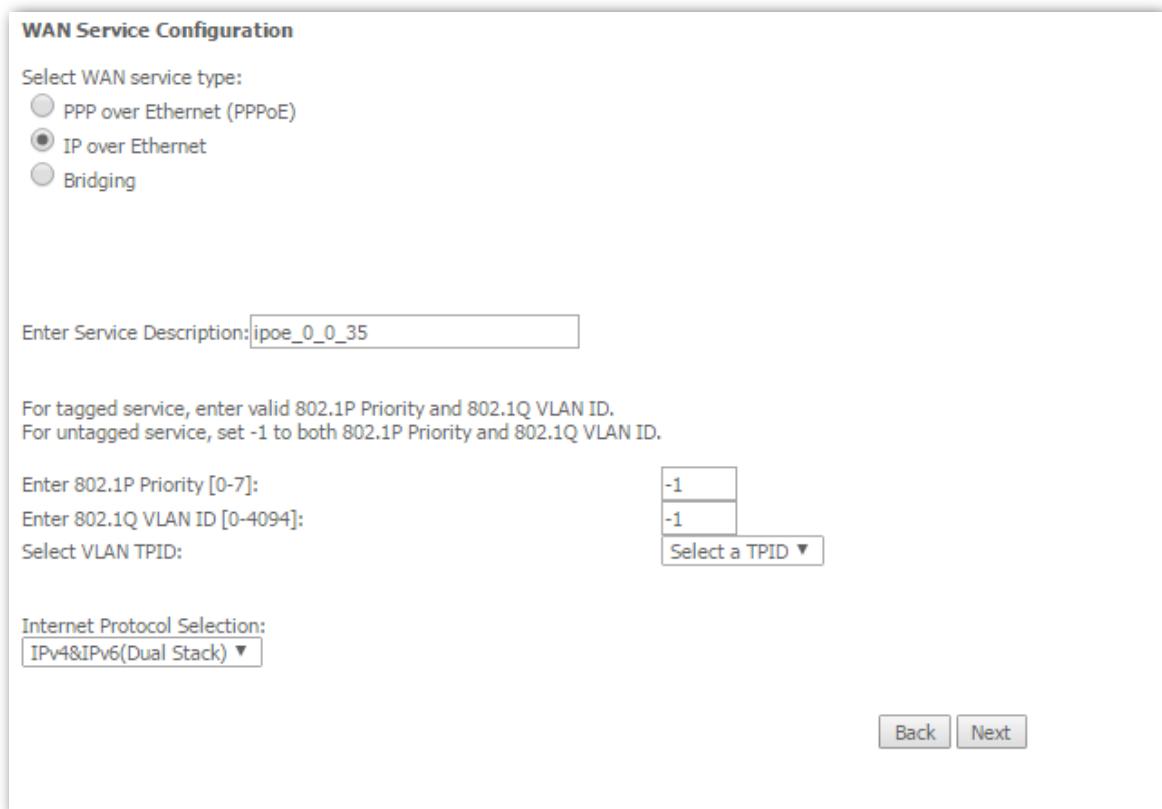 WAN Service Configuration
Select WAN service type:
PPP over Ethernet (PPPoE)
IP over Ethernet
Bridging
Enter Service Description: ipoe_0_0_35
For tagged service, enter valid 802.1P Priority and 802.1Q VLAN ID.
For untagged service, set -1 to both 802.1P Priority and 802.1Q VLAN ID.
Enter 802.1P Priority [0-7]: -1
Enter 802.1Q VLAN ID [0-4094]: -1
Select VLAN TPID: Select a TPID
Internet Protocol Selection:
IPv4&IPv6(Dual Stack)
Back Next